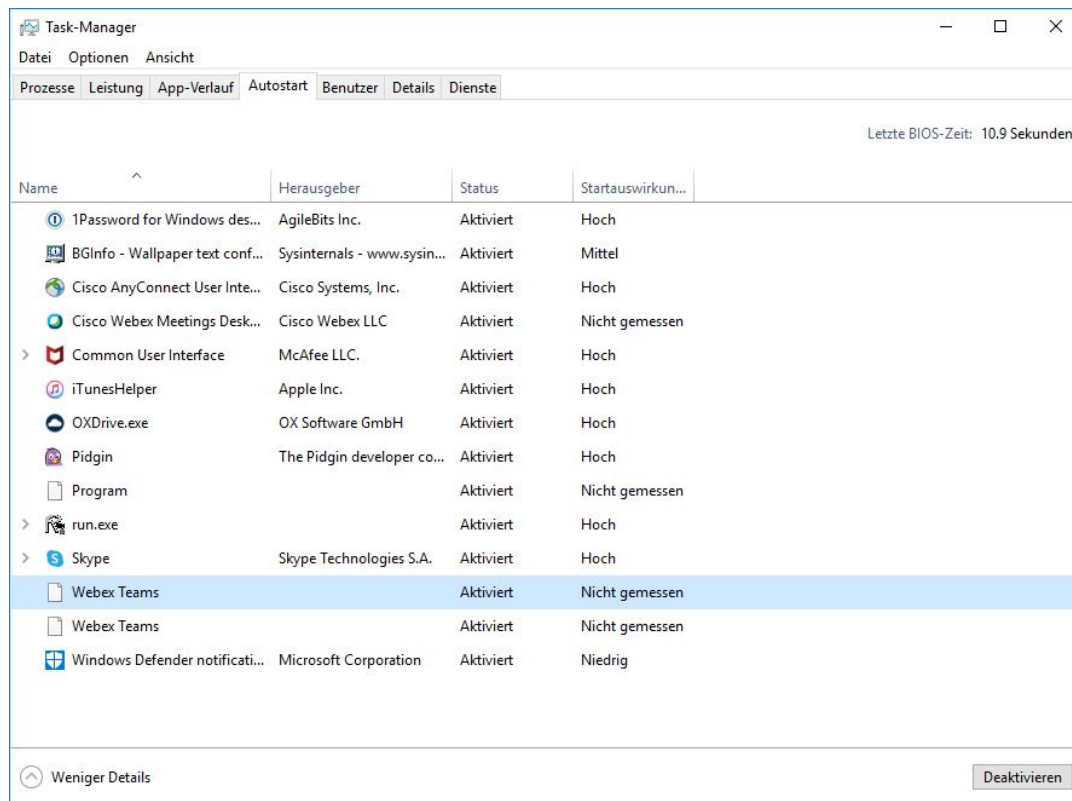 Task-Manager
Datei Optionen Ansicht
Prozesse Leistung App-Verlauf Autostart Benutzer Details Dienste
Letzte BIOS-Zeit: 10.9 Sekunden
Name Herausgeber Status Startauswirkun...
1Password for Windows des... AgileBits Inc. Aktiviert Hoch
BGInfo - Wallpaper text conf... Sysinternals - www.sysin... Aktiviert Mittel
Cisco AnyConnect User Inte... Cisco Systems, Inc. Aktiviert Hoch
Cisco Webex Meetings Desk... Cisco Webex LLC Aktiviert Nicht gemessen
Common User Interface McAfee LLC. Aktiviert Hoch
iTunesHelper Apple Inc. Aktiviert Hoch
OXDrive.exe OX Software GmbH Aktiviert Hoch
Pidgin The Pidgin developer co... Aktiviert Hoch
Program Aktiviert Nicht gemessen
run.exe Aktiviert Hoch
Skype Skype Technologies S.A. Aktiviert Hoch
Webex Teams Aktiviert Nicht gemessen
Webex Teams Aktiviert Nicht gemessen
Windows Defender notificati... Microsoft Corporation Aktiviert Niedrig
Weniger Details Deaktivieren